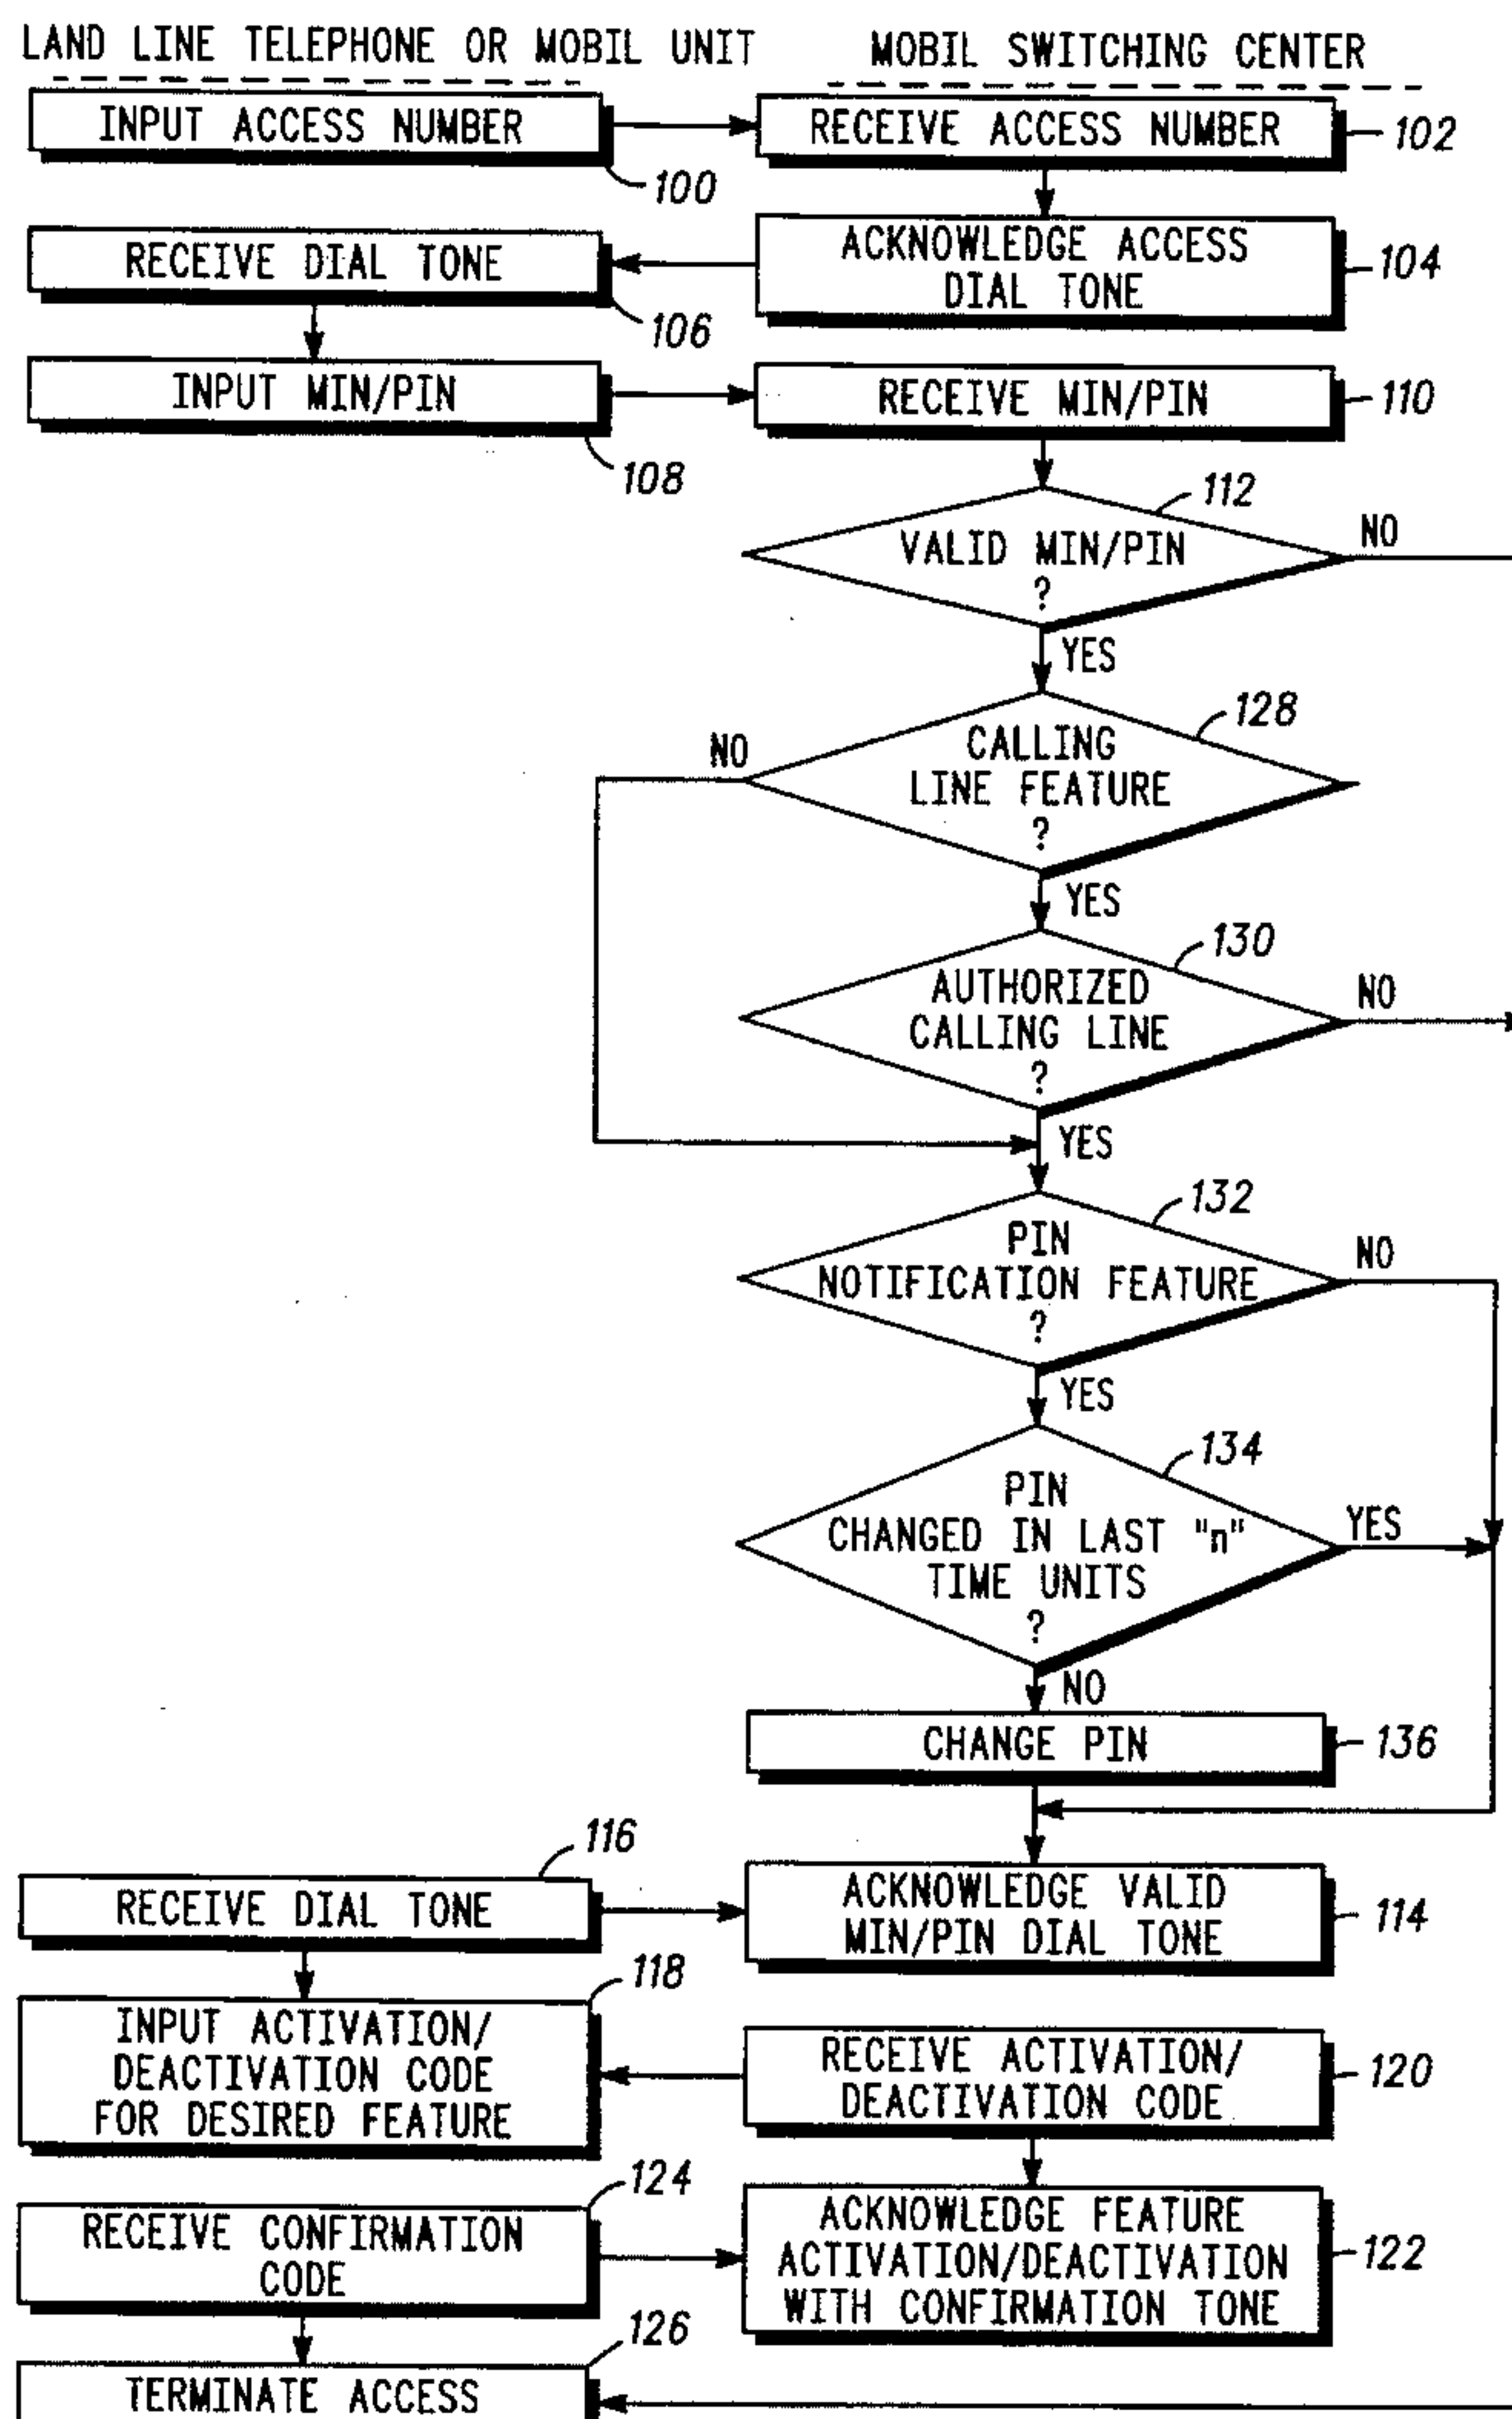 LAND LINE TELEPHONE OR MOBIL UNIT
MOBIL SWITCHING CENTER
INPUT ACCESS NUMBER
100
RECEIVE ACCESS NUMBER
102
RECEIVE DIAL TONE
106
ACKNOWLEDGE ACCESS
DIAL TONE
104
INPUT MIN/PIN
108
RECEIVE MIN/PIN
110
112
VALID MIN/PIN
?
NO
YES
128
CALLING
LINE FEATURE
?
NO
YES
130
AUTHORIZED
CALLING LINE
?
NO
YES
132
PIN
NOTIFICATION FEATURE
?
NO
YES
134
PIN
CHANGED IN LAST "n"
TIME UNITS
?
YES
NO
CHANGE PIN
136
116
RECEIVE DIAL TONE
ACKNOWLEDGE VALID
MIN/PIN DIAL TONE
114
118
INPUT ACTIVATION/
DEACTIVATION CODE
FOR DESIRED FEATURE
RECEIVE ACTIVATION/
DEACTIVATION CODE
120
124
RECEIVE CONFIRMATION
CODE
ACKNOWLEDGE FEATURE
ACTIVATION/DEACTIVATION
WITH CONFIRMATION TONE
122
126
TERMINATE ACCESS